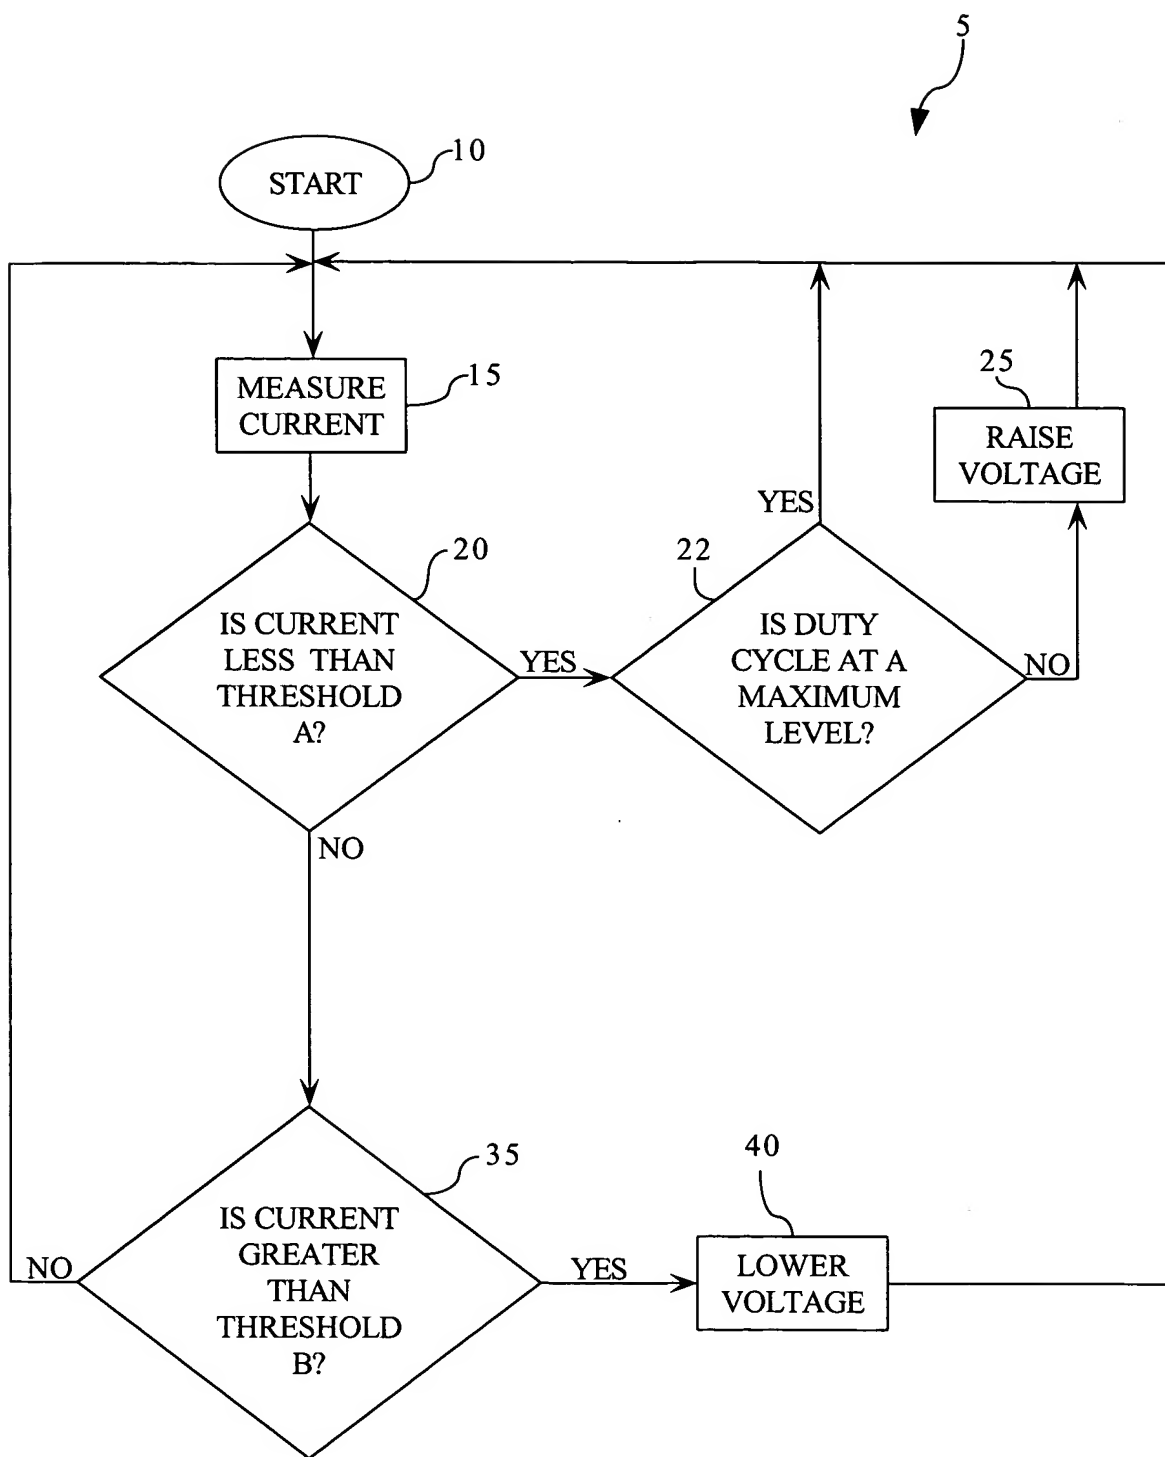 5
10
START
MEASURE
CURRENT
15
25
RAISE
VOLTAGE
YES
20
22
IS CURRENT
LESS THAN
THRESHOLD
A?
YES
IS DUTY
CYCLE AT A
MAXIMUM
LEVEL?
NO
NO
35
40
IS CURRENT
GREATER
THAN
THRESHOLD
B?
NO
YES
LOWER
VOLTAGE